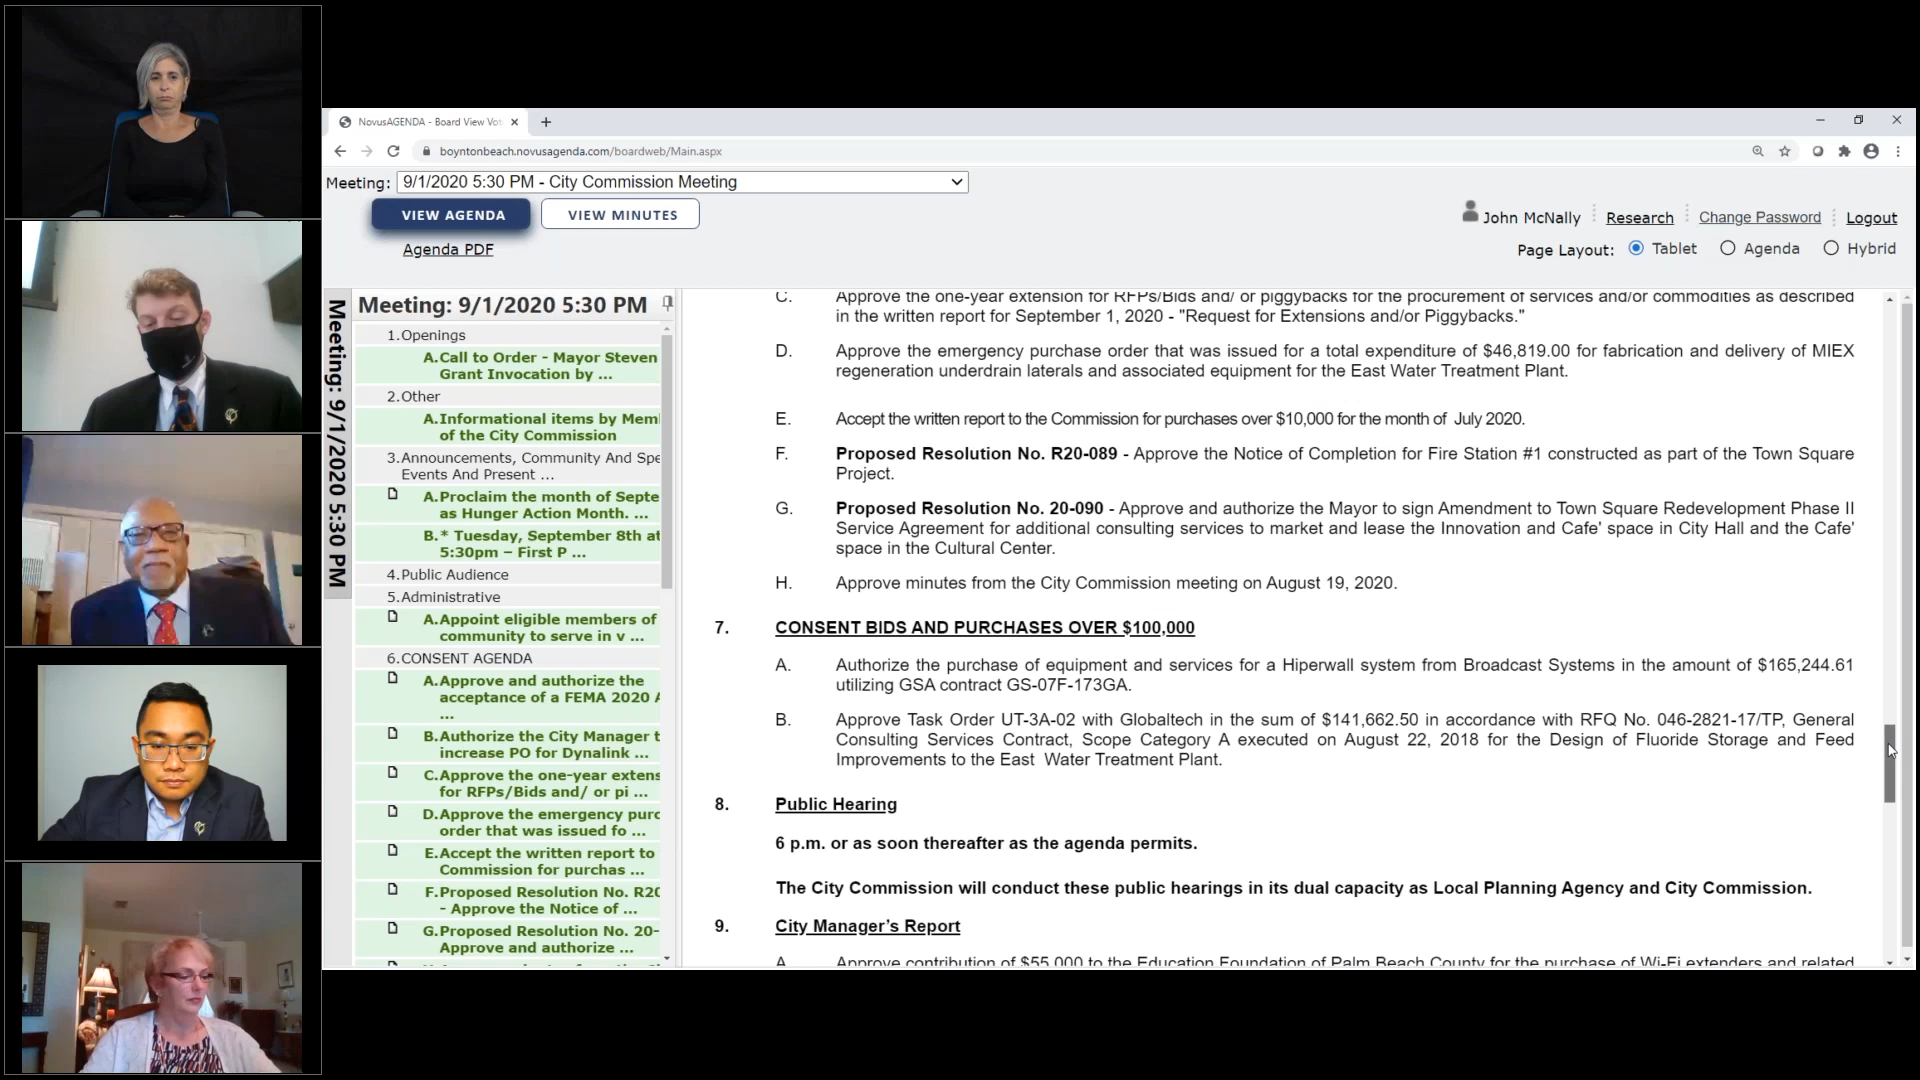 NovusAGENDA - Board View Vot
boyntonbeach.novusagenda.com/boardweb/Main.aspx
Meeting: 9/1/2020 5:30 PM - City Commission Meeting
VIEW AGENDA
VIEW MINUTES
Agenda PDF
John McNally
Research
Change Password
Logout
Page Layout:
Tablet
Agenda
Hybrid
Meeting: 9/1/2020 5:30 PM
Meeting: 9/1/2020 5:30 PM
1.Openings
A.Call to Order - Mayor Steven
Grant Invocation by ...
2.Other
A.Informational items by Mem
of the City Commission
3.Announcements, Community And Spe
Events And Present ...
A.Proclaim the month of Septe
as Hunger Action Month. ...
B.* Tuesday, September 8th at
5:30pm – First P ...
4.Public Audience
5.Administrative
A.Appoint eligible members of
community to serve in v ...
6.CONSENT AGENDA
A.Approve and authorize the
acceptance of a FEMA 2020 A
...
B.Authorize the City Manager t
increase PO for Dynalink ...
C.Approve the one-year extens
for RFPs/Bids and/ or pi ...
D.Approve the emergency purc
order that was issued fo ...
E.Accept the written report to
Commission for purchas ...
F.Proposed Resolution No. R20
- Approve the Notice of ...
G.Proposed Resolution No. 20-
Approve and authorize ...
C. Approve the one-year extension for RFPs/Bids and/ or piggybacks for the procurement of services and/or commodities as described
in the written report for September 1, 2020 - "Request for Extensions and/or Piggybacks."
D. Approve the emergency purchase order that was issued for a total expenditure of $46,819.00 for fabrication and delivery of MIEX
regeneration underdrain laterals and associated equipment for the East Water Treatment Plant.
E. Accept the written report to the Commission for purchases over $10,000 for the month of July 2020.
F. Proposed Resolution No. R20-089 - Approve the Notice of Completion for Fire Station #1 constructed as part of the Town Square
Project.
G. Proposed Resolution No. 20-090 - Approve and authorize the Mayor to sign Amendment to Town Square Redevelopment Phase II
Service Agreement for additional consulting services to market and lease the Innovation and Cafe' space in City Hall and the Cafe'
space in the Cultural Center.
H. Approve minutes from the City Commission meeting on August 19, 2020.
7. CONSENT BIDS AND PURCHASES OVER $100,000
A. Authorize the purchase of equipment and services for a Hiperwall system from Broadcast Systems in the amount of $165,244.61
utilizing GSA contract GS-07F-173GA.
B. Approve Task Order UT-3A-02 with Globaltech in the sum of $141,662.50 in accordance with RFQ No. 046-2821-17/TP, General
Consulting Services Contract, Scope Category A executed on August 22, 2018 for the Design of Fluoride Storage and Feed
Improvements to the East Water Treatment Plant.
8. Public Hearing
6 p.m. or as soon thereafter as the agenda permits.
The City Commission will conduct these public hearings in its dual capacity as Local Planning Agency and City Commission.
9. City Manager’s Report
A. Approve contribution of $55,000 to the Education Foundation of Palm Beach County for the purchase of Wi-Fi extenders and related